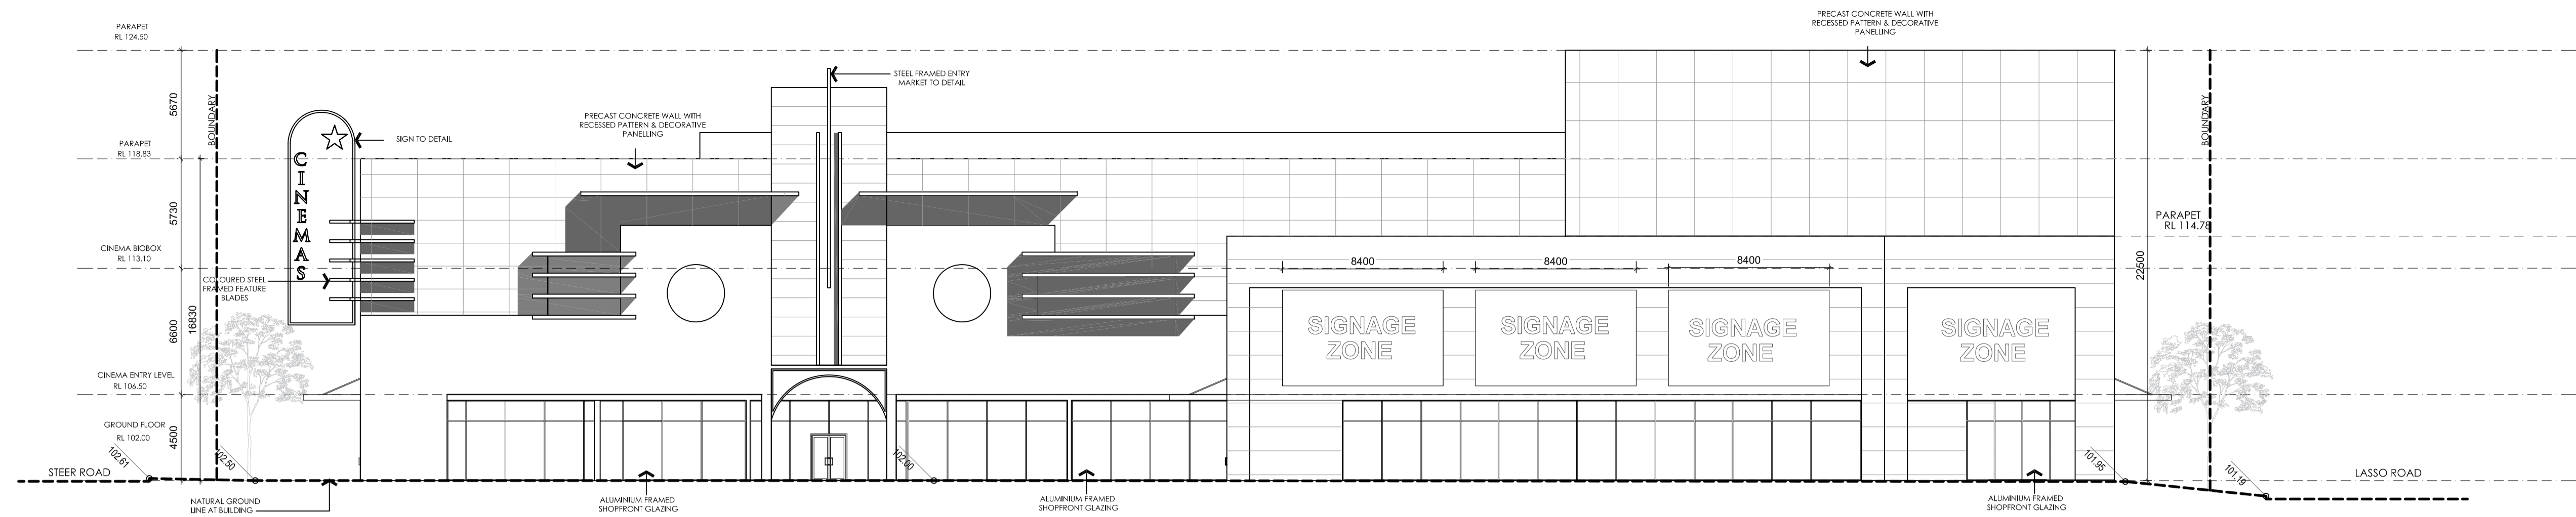 PARAPET
RL 124.50
PARAPET
RL 118.83
CINEMA BIOBOX
RL 113.10
COLOURED STEEL
FRAMED FEATURE
BLADES
CINEMA ENTRY LEVEL
RL 106.50
GROUND FLOOR
RL 102.00
STEER ROAD
102.61
102.50
NATURAL GROUND
LINE AT BUILDING
5670
5730
6600
4500
16830
BOUNDARY
CINEMAS
SIGN TO DETAIL
PRECAST CONCRETE WALL WITH
RECESSED PATTERN & DECORATIVE
PANELLING
STEEL FRAMED ENTRY
MARKET TO DETAIL
ALUMINIUM FRAMED
SHOPFRONT GLAZING
102.00
ALUMINIUM FRAMED
SHOPFRONT GLAZING
8400
8400
8400
SIGNAGE
ZONE
SIGNAGE
ZONE
SIGNAGE
ZONE
SIGNAGE
ZONE
PRECAST CONCRETE WALL WITH
RECESSED PATTERN & DECORATIVE
PANELLING
ALUMINIUM FRAMED
SHOPFRONT GLAZING
22500
PARAPET
RL 114.78
BOUNDARY
101.95
101.19
LASSO ROAD